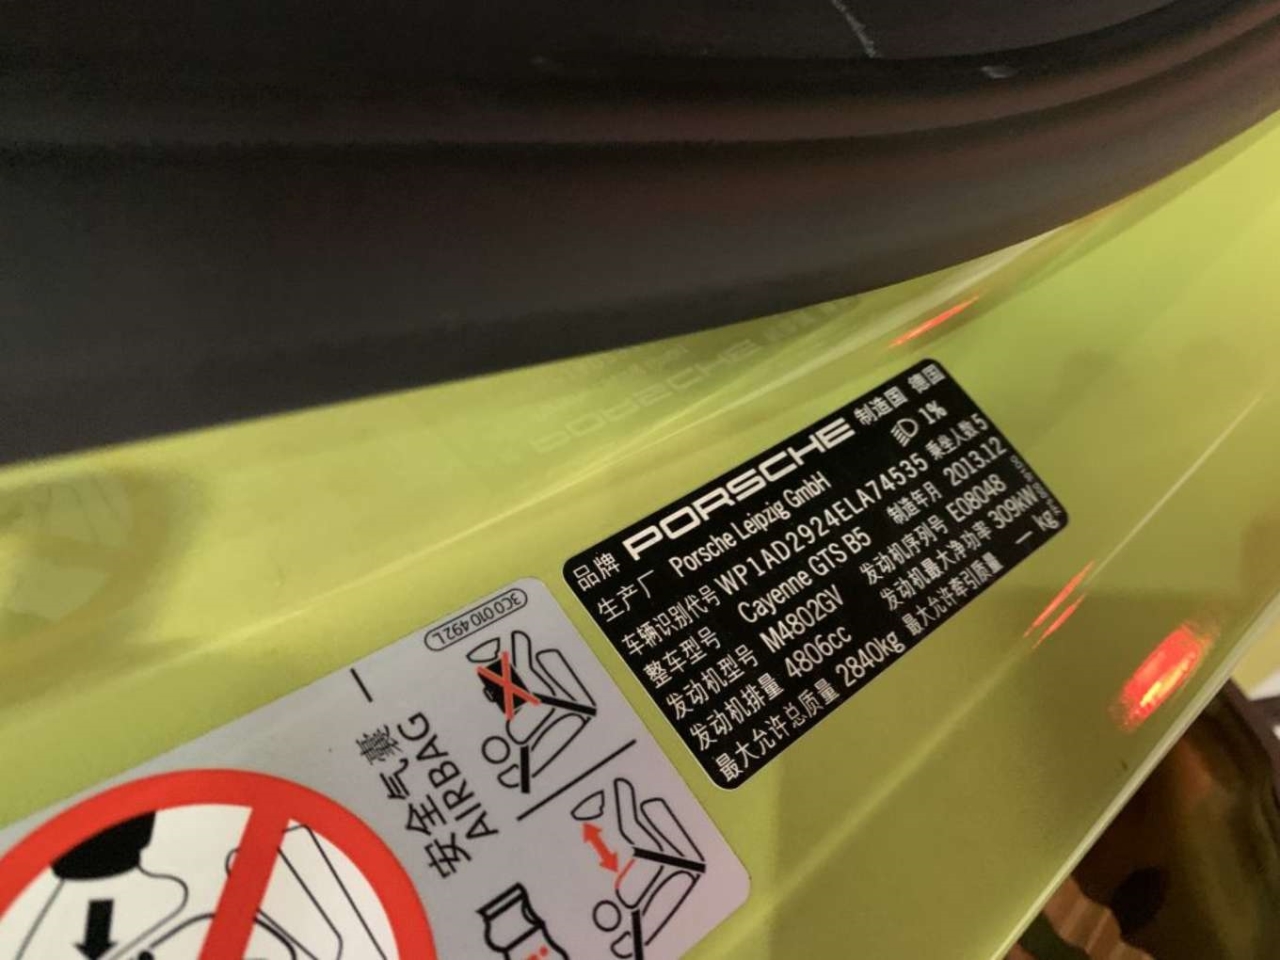 品牌 PORSCHE 制造国 德国
生产厂 Porsche Leipzig GmbH 1%
车辆识别代号 WP1AD2924ELA74535 乘坐人数 5
整车型号 Cayenne GTS B5 制造年月 2013.12
发动机型号 M4802GV 发动机序列号 E08048
发动机排量 4806cc 发动机最大净功率 309kW
最大允许总质量 2840kg 最大允许牵引质量 — kg
3C0 010 492 L
安全气囊
AIRBAG